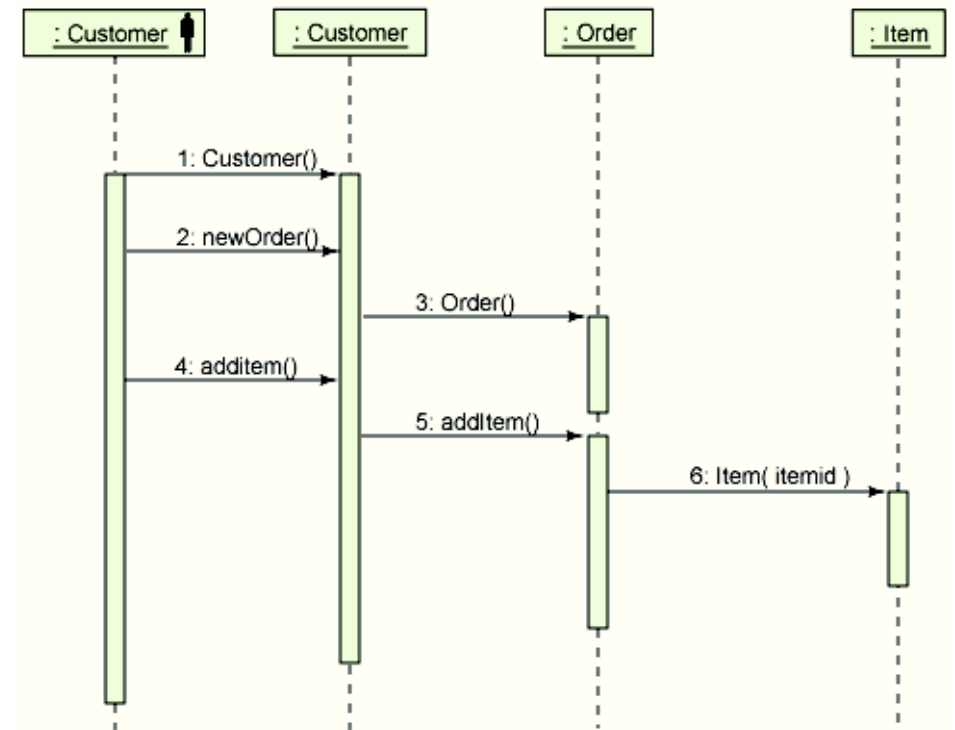 : Customer
: Customer
: Order
: Item
1: Customer()
2: newOrder()
3: Order()
4: additem()
5: addItem()
6: Item( itemid )